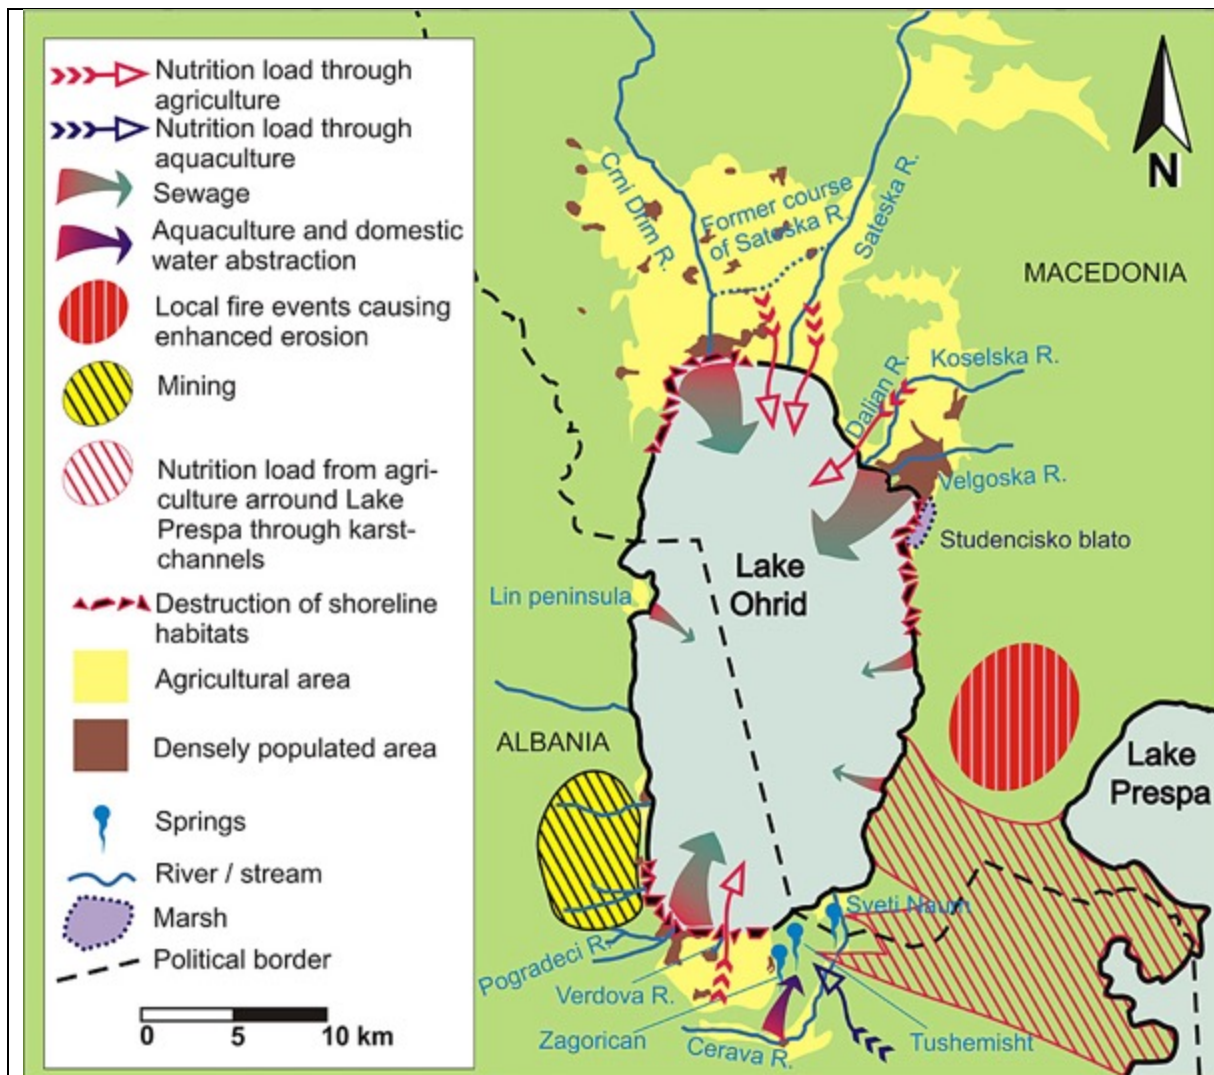 Nutrition load through
agriculture
Nutrition load through
aquaculture
Sewage
Aquaculture and domestic
water abstraction
Local fire events causing
enhanced erosion
Mining
Nutrition load from agri-
culture arround Lake
Prespa through karst-
channels
Destruction of shoreline
habitats
Agricultural area
Densely populated area
Springs
River / stream
Marsh
Political border
0 5 10 km
N
Crni Drim R.
Former course
of Sateska R.
Sateska R.
MACEDONIA
Dalian R.
Koselska R.
Velgoska R.
Studencisko blato
Lake
Ohrid
Lin peninsula
ALBANIA
Lake
Prespa
Sveti Naum
Pogradeci R.
Verdova R.
Zagorican
Cerava R.
Tushemisht